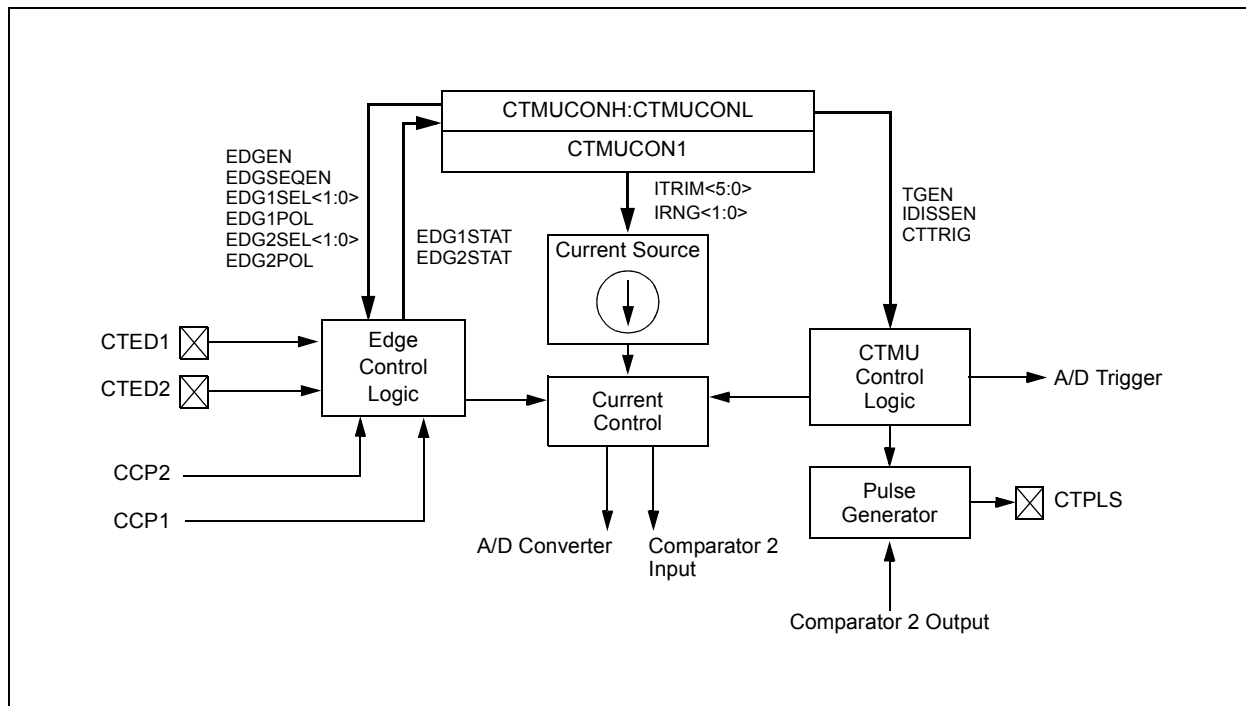 CTMUCONH:CTMUCONL
CTMUCON1
EDGEN
EDGSEQEN
EDG1SEL<1:0>
EDG1POL
EDG2SEL<1:0>
EDG2POL
EDG1STAT
EDG2STAT
ITRIM<5:0>
IRNG<1:0>
TGEN
IDISSEN
CTTRIG
Current Source
CTED1
CTED2
Edge
Control
Logic
Current
Control
CTMU
Control
Logic
A/D Trigger
CCP2
CCP1
Pulse
Generator
CTPLS
A/D Converter
Comparator 2
Input
Comparator 2 Output